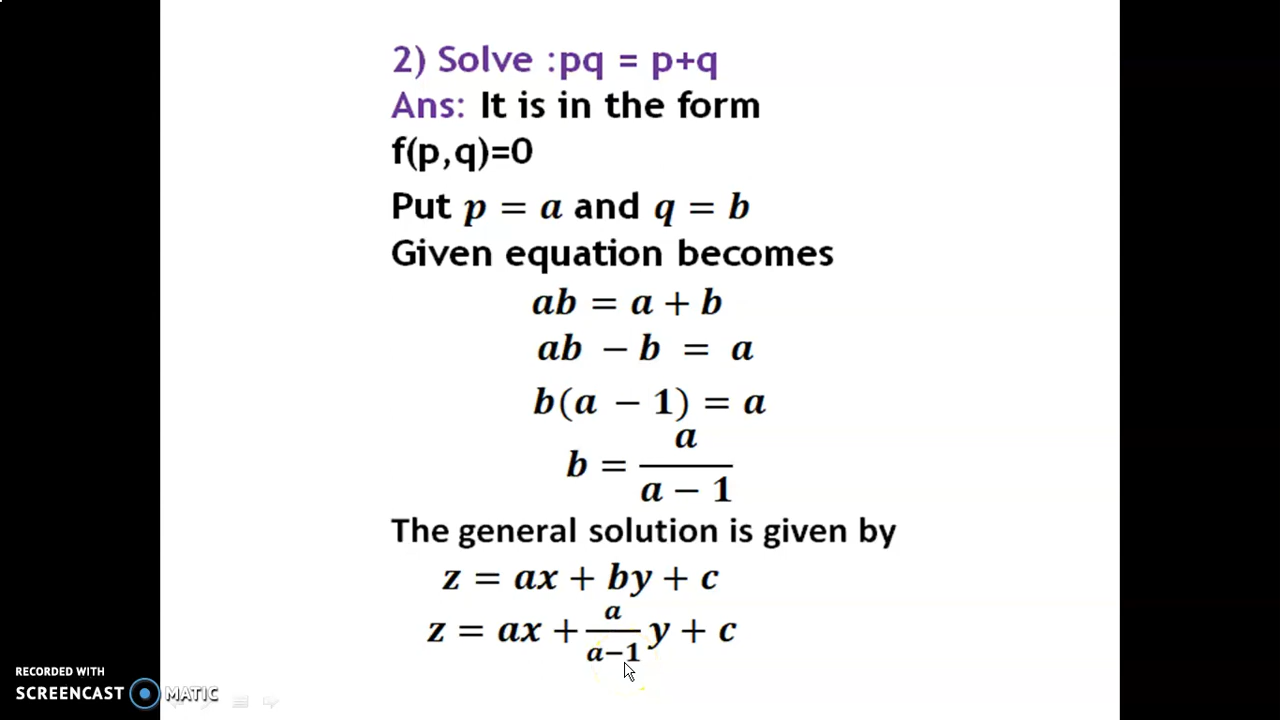 2) Solve :pq = p+q
Ans: It is in the form
f(p,q)=0
Put p = a and q = b
Given equation becomes
ab = a + b
ab − b = a
b(a − 1) = a
b = a / a − 1
The general solution is given by
z = ax + by + c
z = ax + a/a−1 y + c
RECORDED WITH
SCREENCAST MATIC